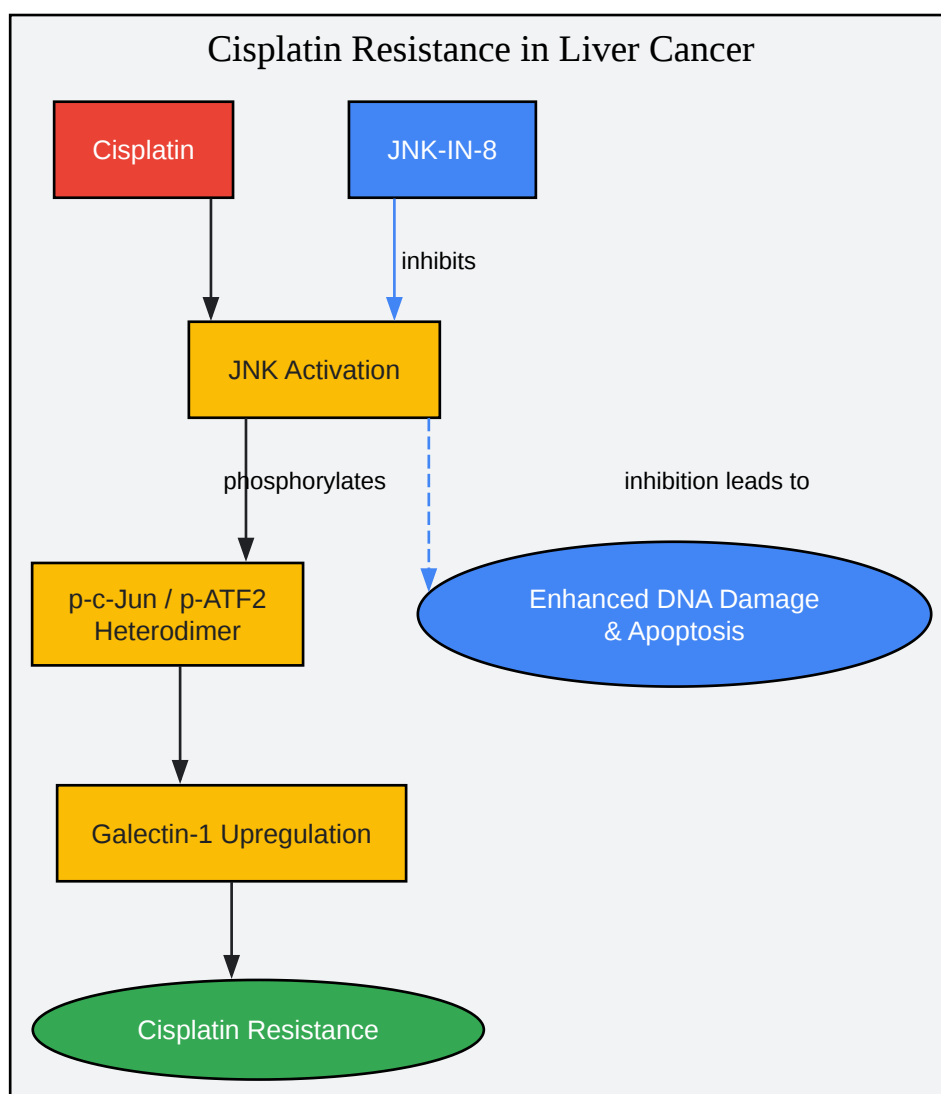 Cisplatin Resistance in Liver Cancer
Cisplatin
JNK-IN-8
inhibits
JNK Activation
phosphorylates
inhibition leads to
p-c-Jun / p-ATF2
Heterodimer
Enhanced DNA Damage
& Apoptosis
Galectin-1 Upregulation
Cisplatin Resistance